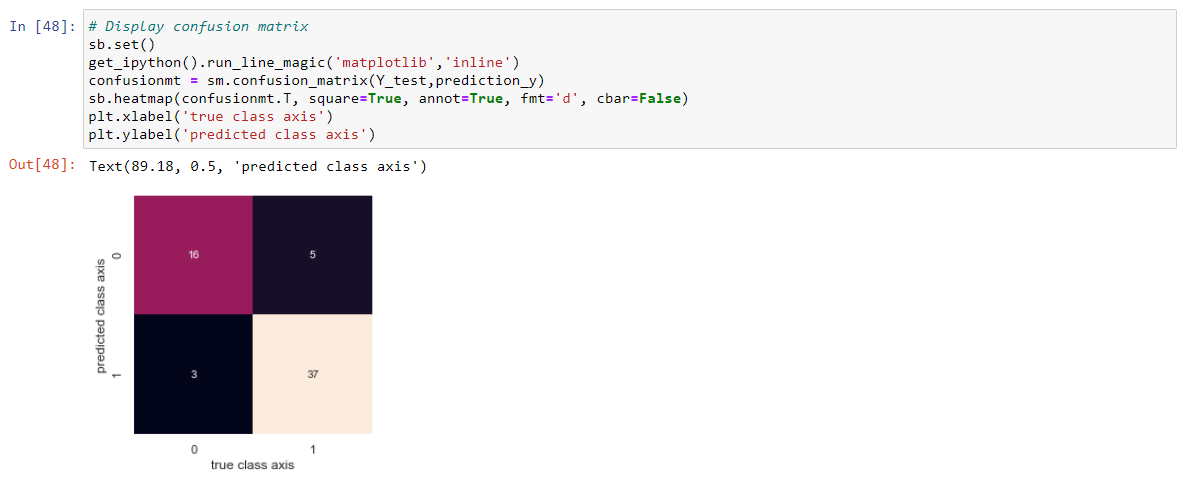 In [48]: # Display confusion matrix
sb.set()
get_ipython().run_line_magic('matplotlib','inline')
confusionmt = sm.confusion_matrix(Y_test,prediction_y)
sb.heatmap(confusionmt.T, square=True, annot=True, fmt='d', cbar=False)
plt.xlabel('true class axis')
plt.ylabel('predicted class axis')
Out[48]: Text(89.18, 0.5, 'predicted class axis')
predicted class axis
0
16 5
1
3 37
0 1
true class axis